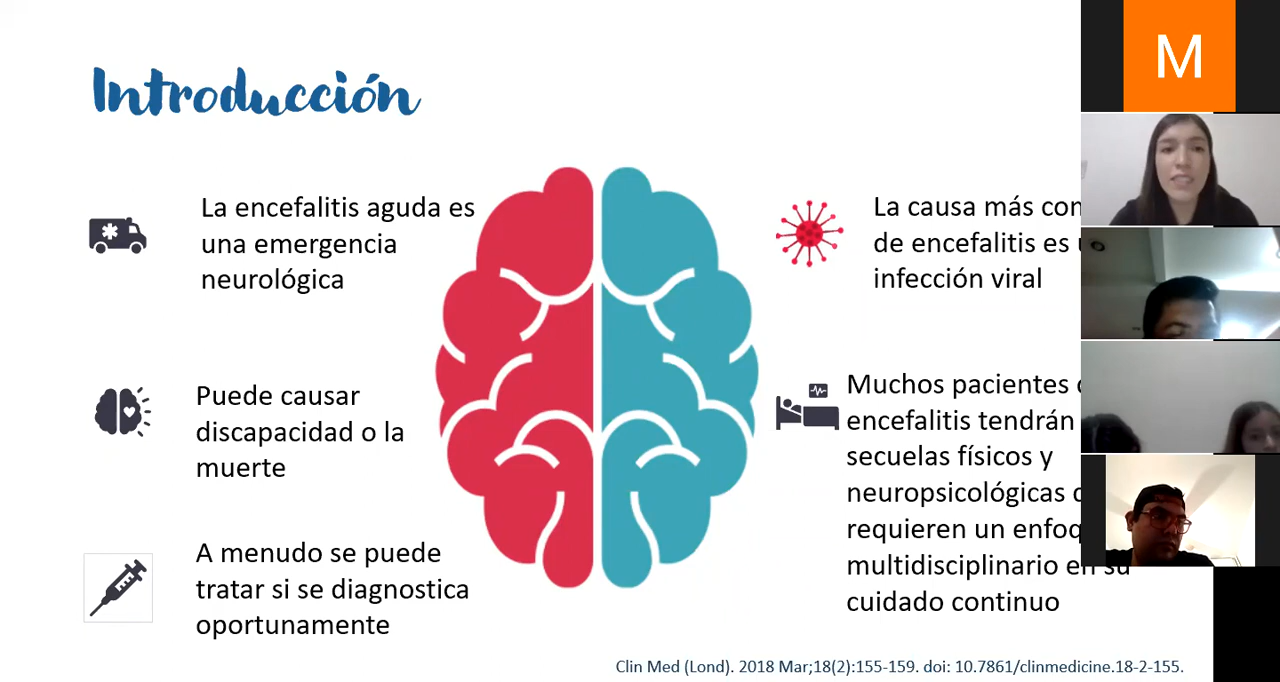 Introducción
La encefalitis aguda es
una emergencia
neurológica
Puede causar
discapacidad o la
muerte
A menudo se puede
tratar si se diagnostica
oportunamente
La causa más
de encefalitis es
infección viral
Muchos pacientes
encefalitis tendrán
secuelas físicos y
neuropsicológicas
requieren un
multidisciplinario en su
cuidado continuo
Clin Med (Lond). 2018 Mar;18(2):155-159. doi: 10.7861/clinmedicine.18-2-155.
M